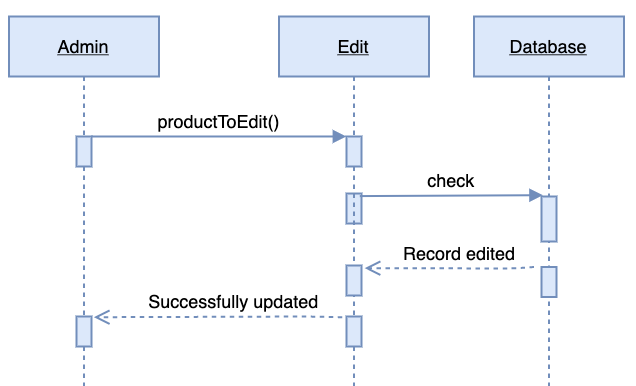 Admin
Edit
Database
productToEdit()
check
Record edited
Successfully updated